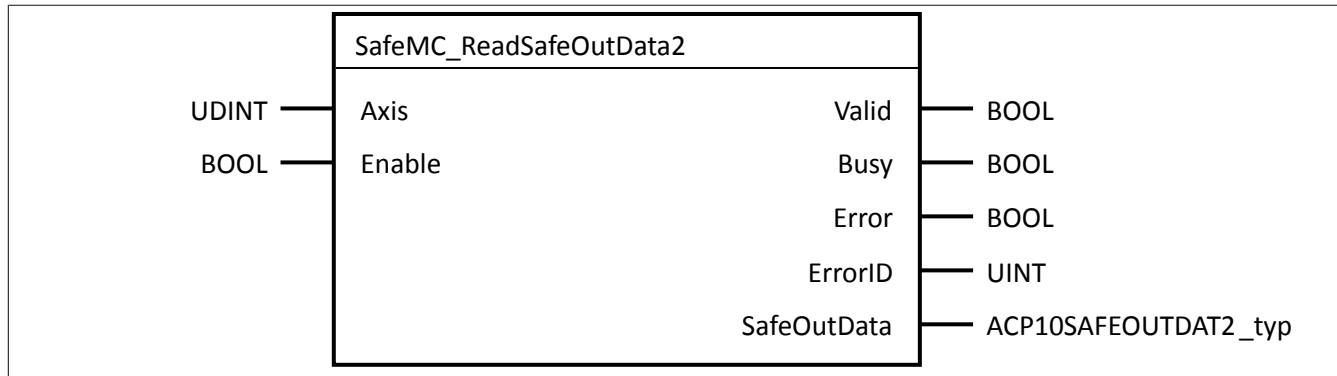 SafeMC_ReadSafeOutData2
UDINT Axis Valid BOOL
BOOL Enable Busy BOOL
Error BOOL
ErrorID UINT
SafeOutData ACP10SAFEOUTDAT2_typ